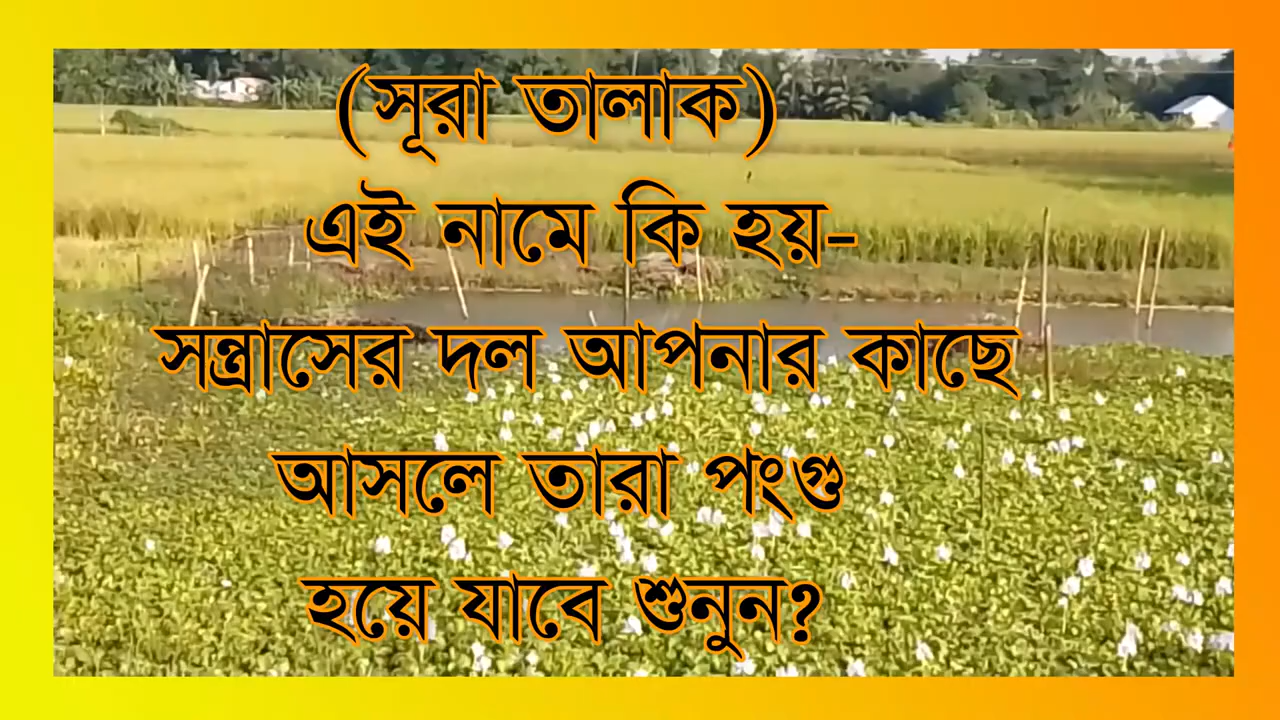 (সূরা তালাক)
এই নামে কি হয়-
সন্ত্রাসের দল আপনার কাছে
আসলে তারা পংগু
হয়ে যাবে শুনুন?